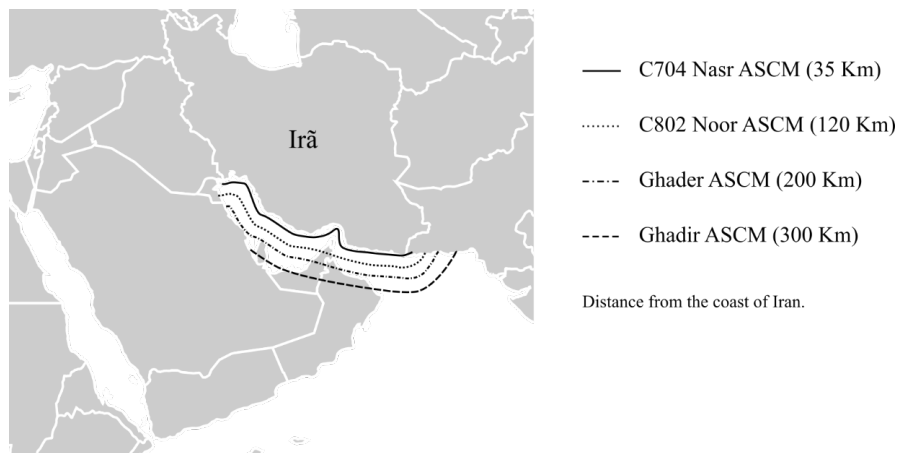 Irã
C704 Nasr ASCM (35 Km)
C802 Noor ASCM (120 Km)
Ghader ASCM (200 Km)
Ghadir ASCM (300 Km)
Distance from the coast of Iran.